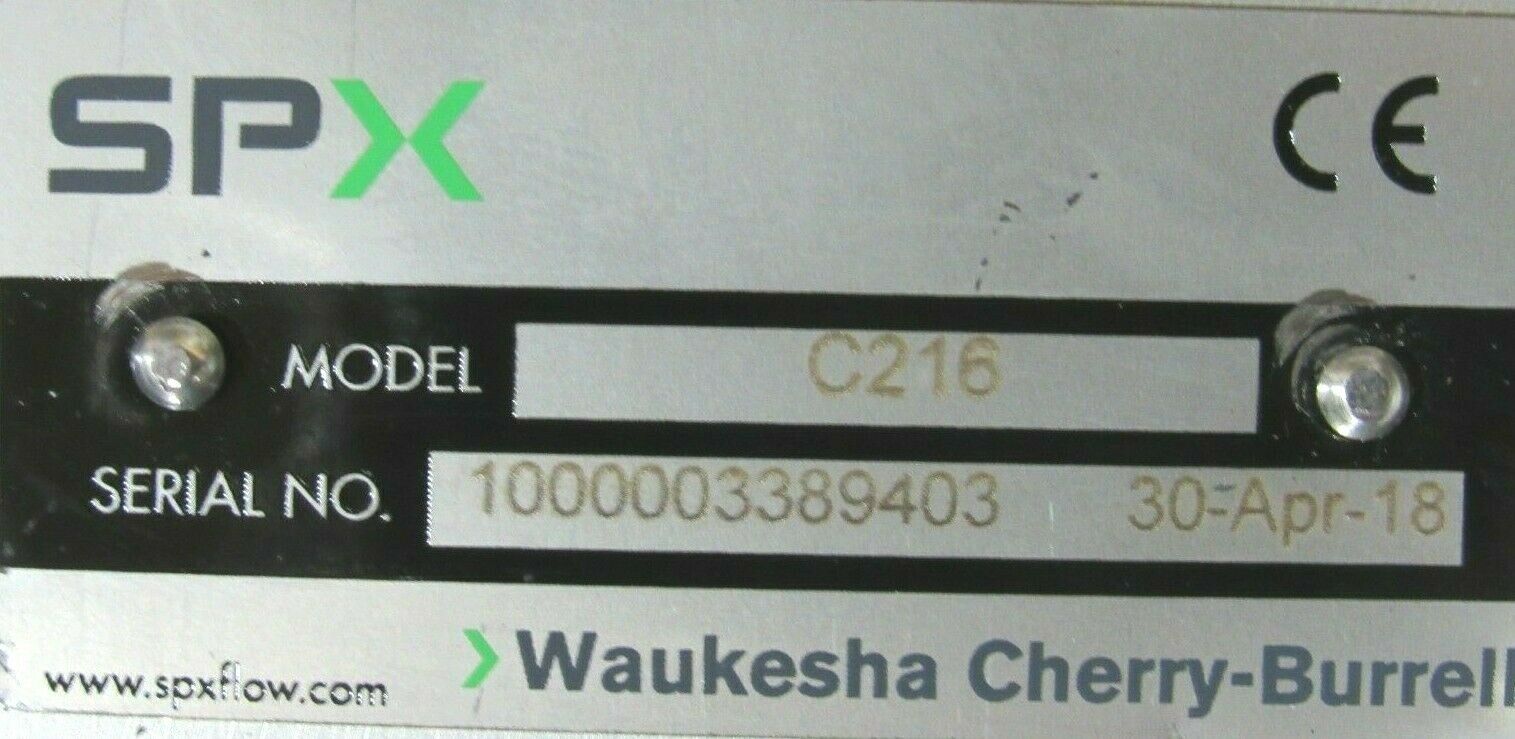 SPX CE
MODEL C216
SERIAL NO. 1000003389403 30-Apr-18
www.spxflow.com Waukesha Cherry-Burrell